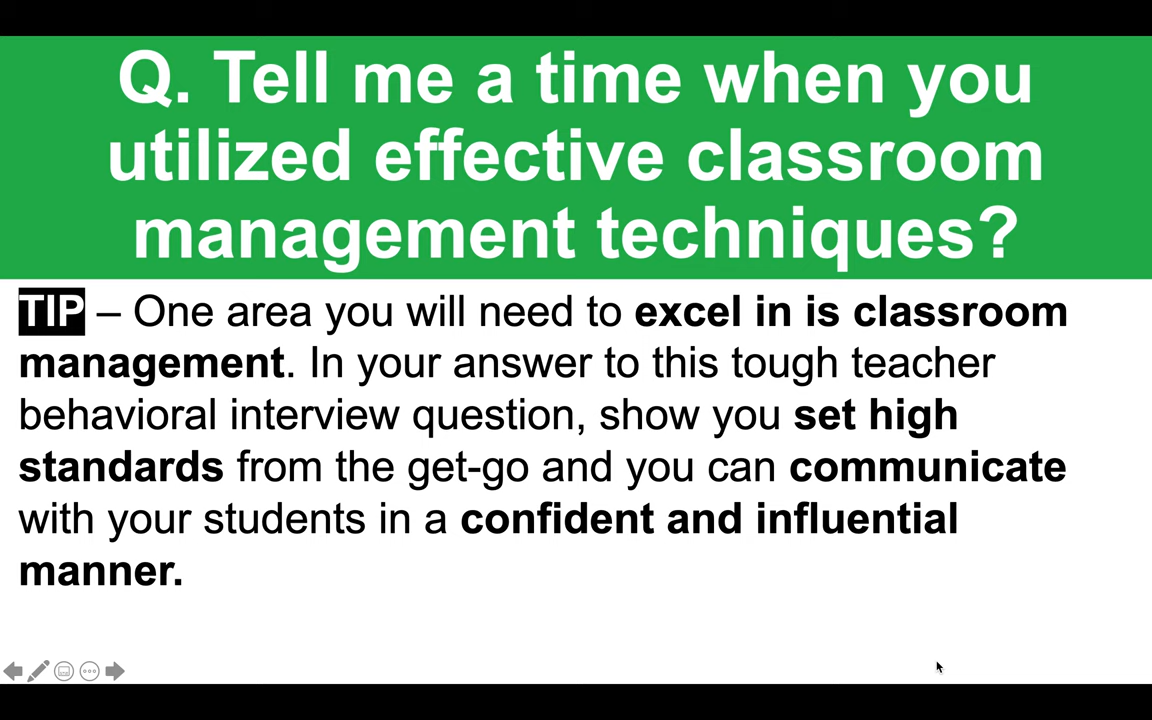 Q. Tell me a time when you
utilized effective classroom
management techniques?
TIP – One area you will need to excel in is classroom
management. In your answer to this tough teacher
behavioral interview question, show you set high
standards from the get-go and you can communicate
with your students in a confident and influential
manner.